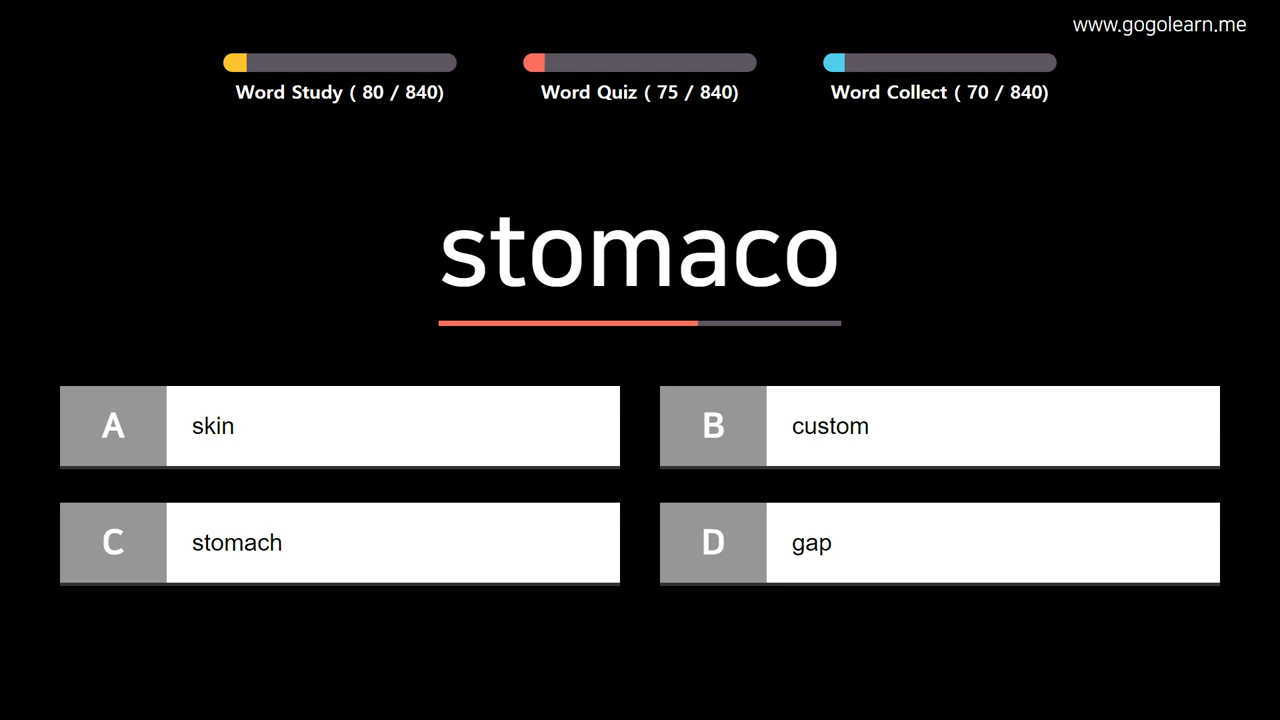 www.gogolearn.me
Word Study ( 80 / 840)
Word Quiz ( 75 / 840)
Word Collect ( 70 / 840)
stomaco
A
skin
B
custom
C
stomach
D
gap